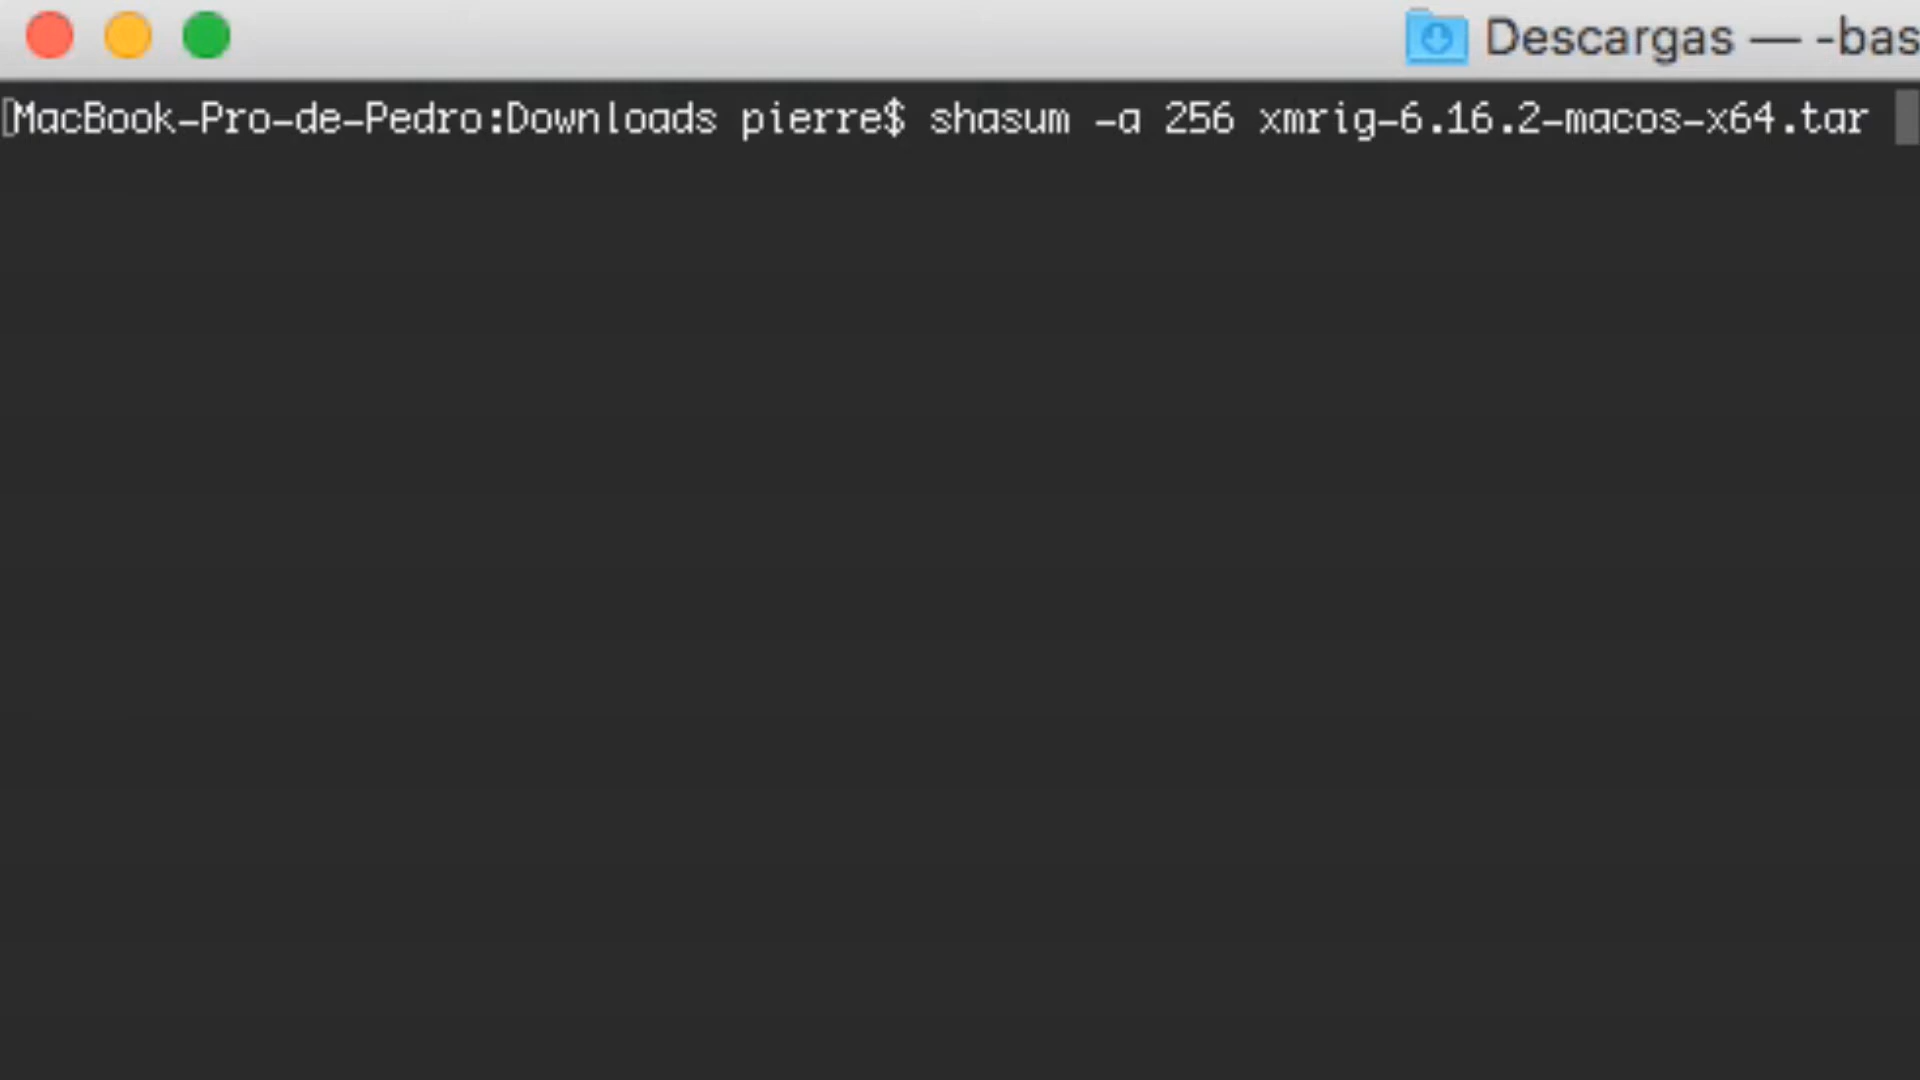 Descargas — -bas
MacBook-Pro-de-Pedro:Downloads pierre$ shasum -a 256 xmrig-6.16.2-macos-x64.tar